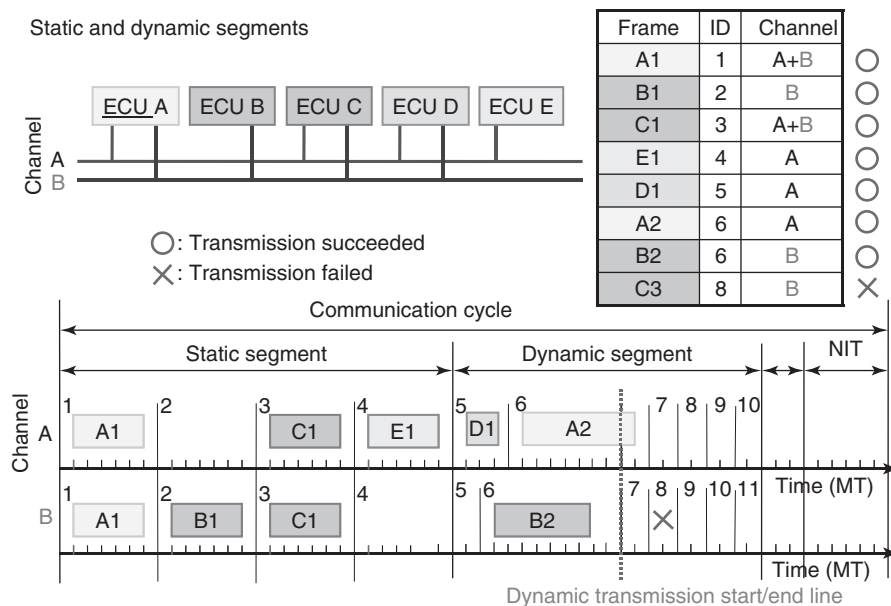 Static and dynamic segments
ECU A ECU B ECU C ECU D ECU E
Channel
A
B
Frame ID Channel
A1 1 A+B
B1 2 B
C1 3 A+B
E1 4 A
D1 5 A
A2 6 A
B2 6 B
C3 8 B
: Transmission succeeded
: Transmission failed
Communication cycle
Static segment Dynamic segment NIT
Channel
A
1 2 3 4 5 6 7 8 9 10
A1 C1 E1 D1 A2
Time (MT)
B
1 2 3 4 5 6 7 8 9 10 11
A1 B1 C1 B2
Time (MT)
Dynamic transmission start/end line